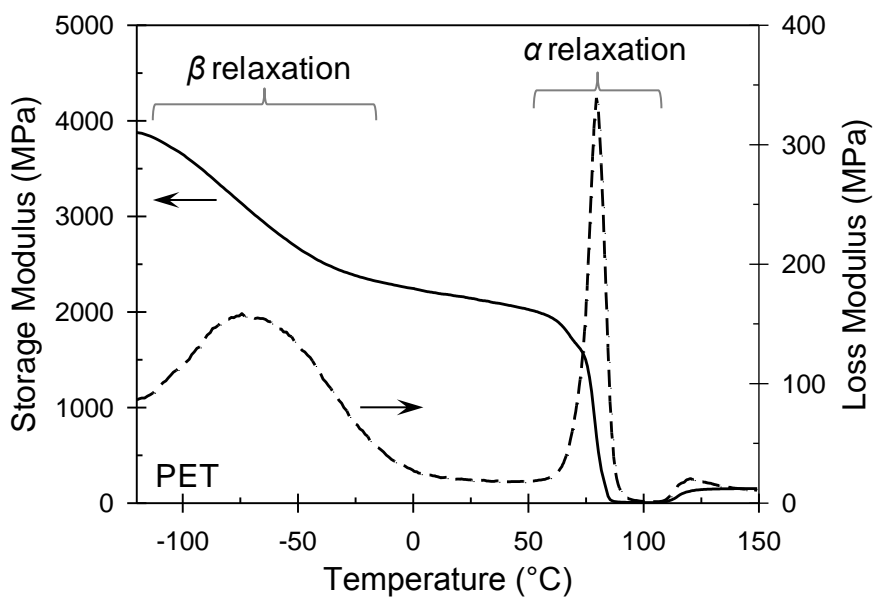 5000
4000
3000
2000
1000
0
Storage Modulus (MPa)
β relaxation
α relaxation
400
300
200
100
0
Loss Modulus (MPa)
PET
-100
-50
0
50
100
150
Temperature (°C)